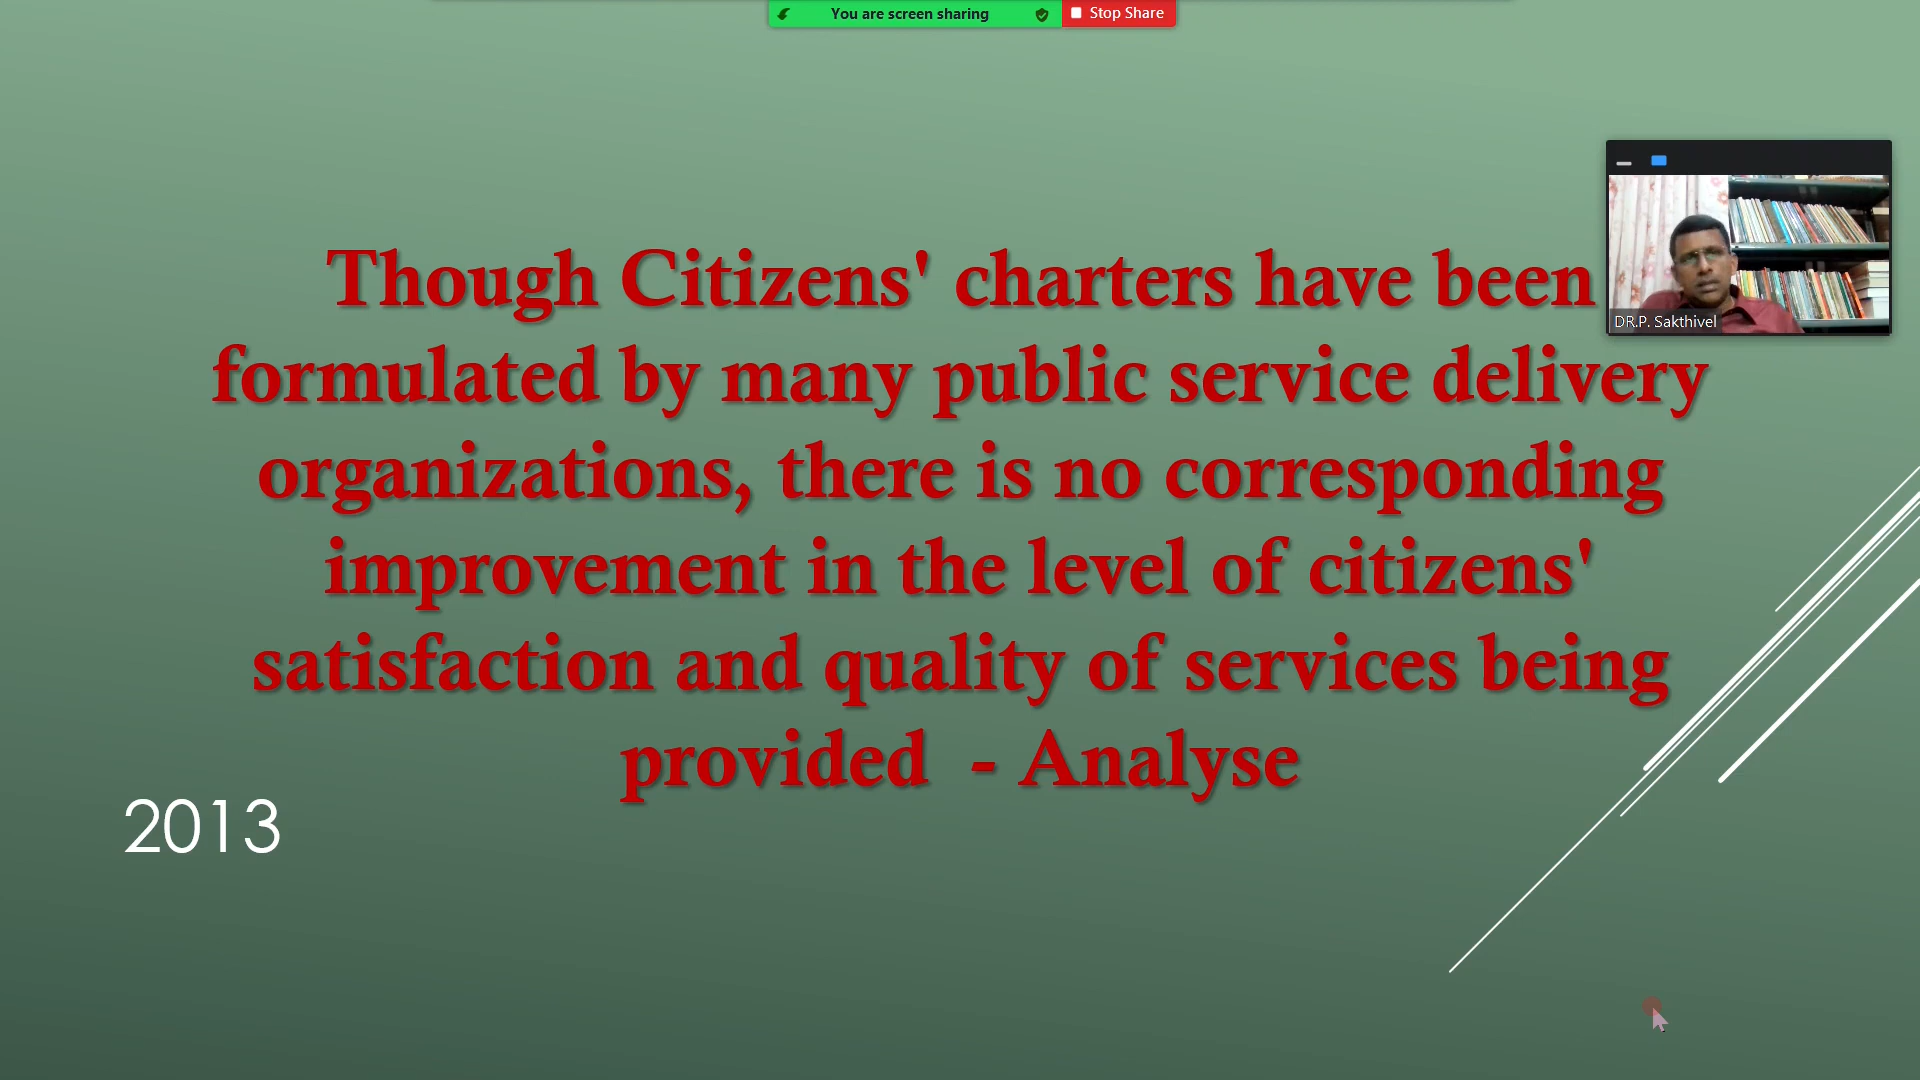 You are screen sharing
Stop Share
Though Citizens' charters have been
formulated by many public service delivery
organizations, there is no corresponding
improvement in the level of citizens'
satisfaction and quality of services being
provided - Analyse
DR.P. Sakthivel
2013